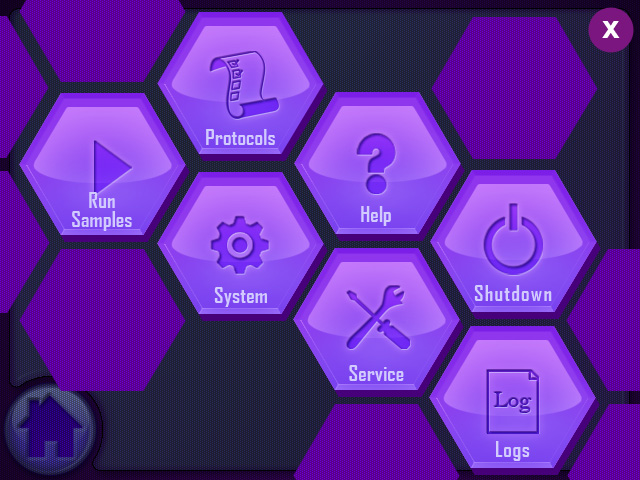 X
Protocols
Run
Samples
Help
System
Shutdown
Service
Log
Logs